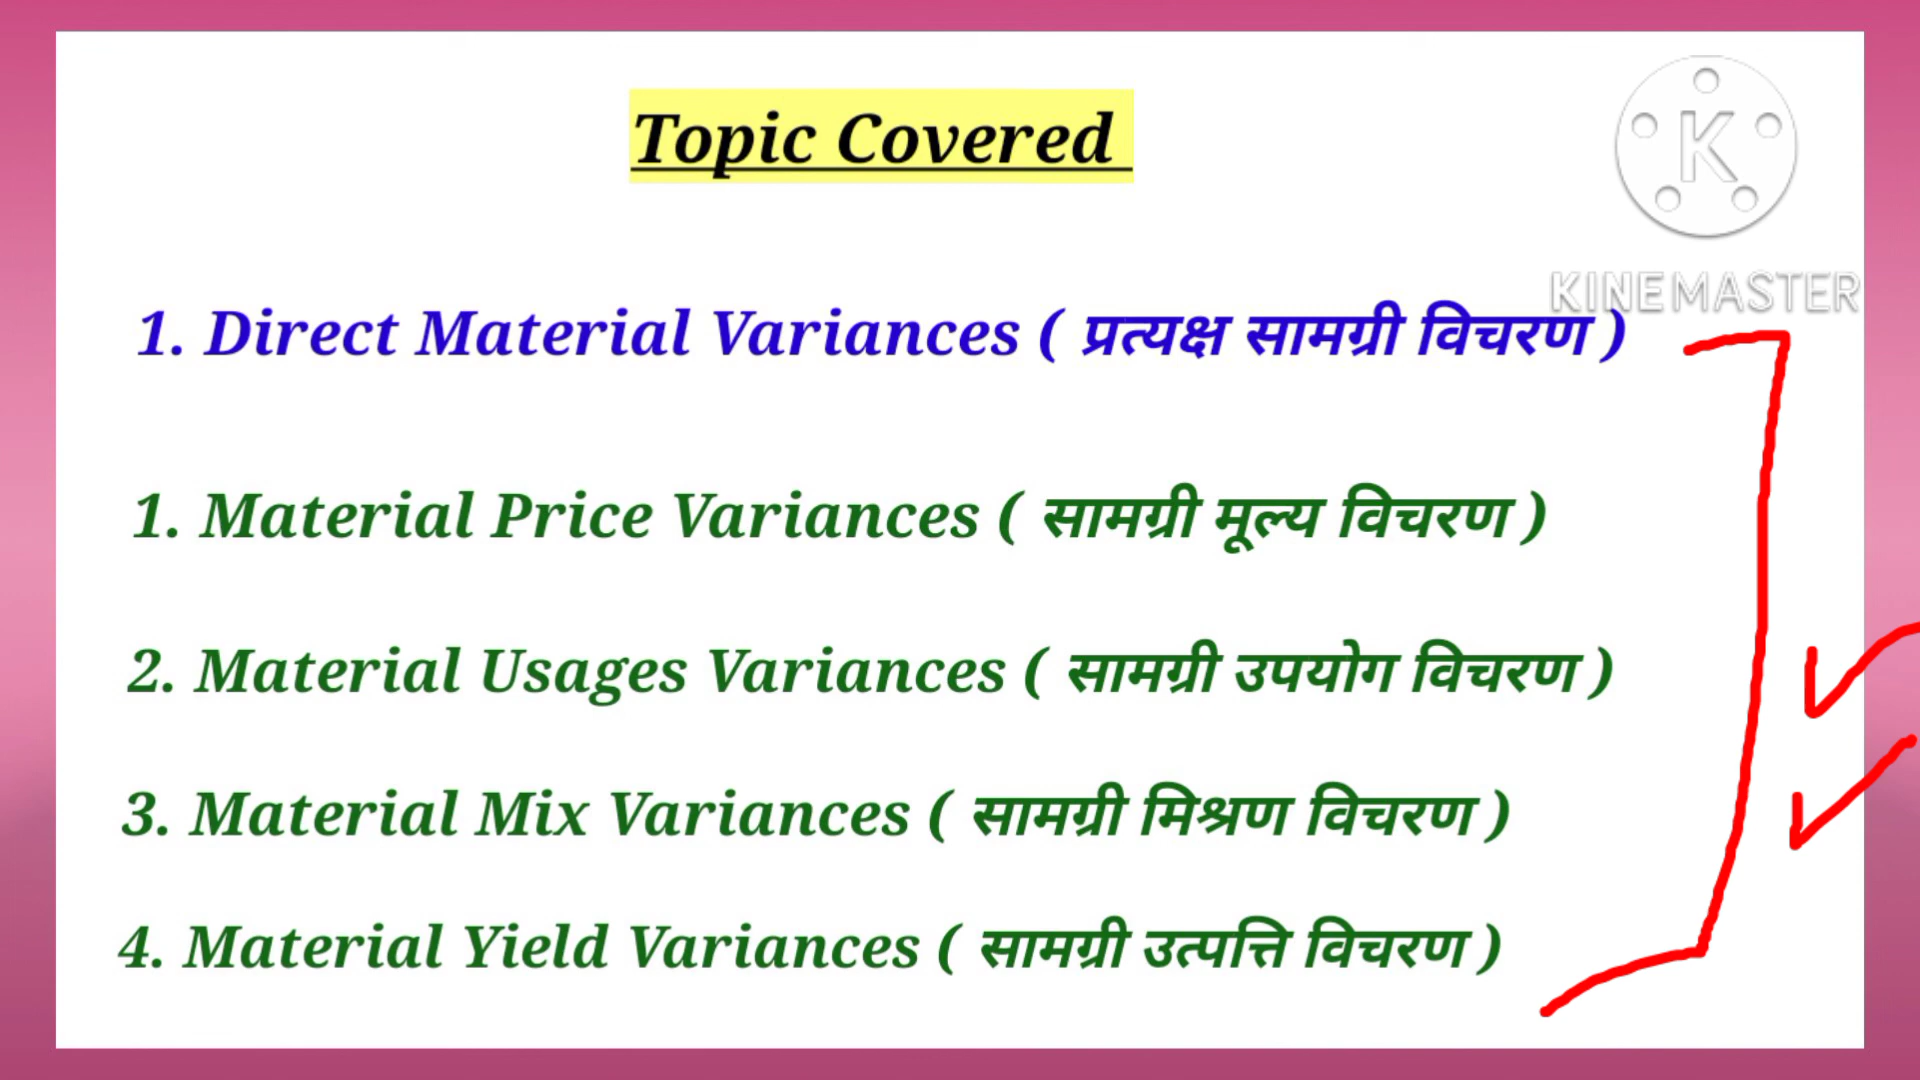 Topic Covered
K
KINEMASTER
1. Direct Material Variances ( प्रत्यक्ष सामग्री विचरण )
1. Material Price Variances ( सामग्री मूल्य विचरण )
2. Material Usages Variances ( सामग्री उपयोग विचरण )
3. Material Mix Variances ( सामग्री मिश्रण विचरण )
4. Material Yield Variances ( सामग्री उत्पत्ति विचरण )